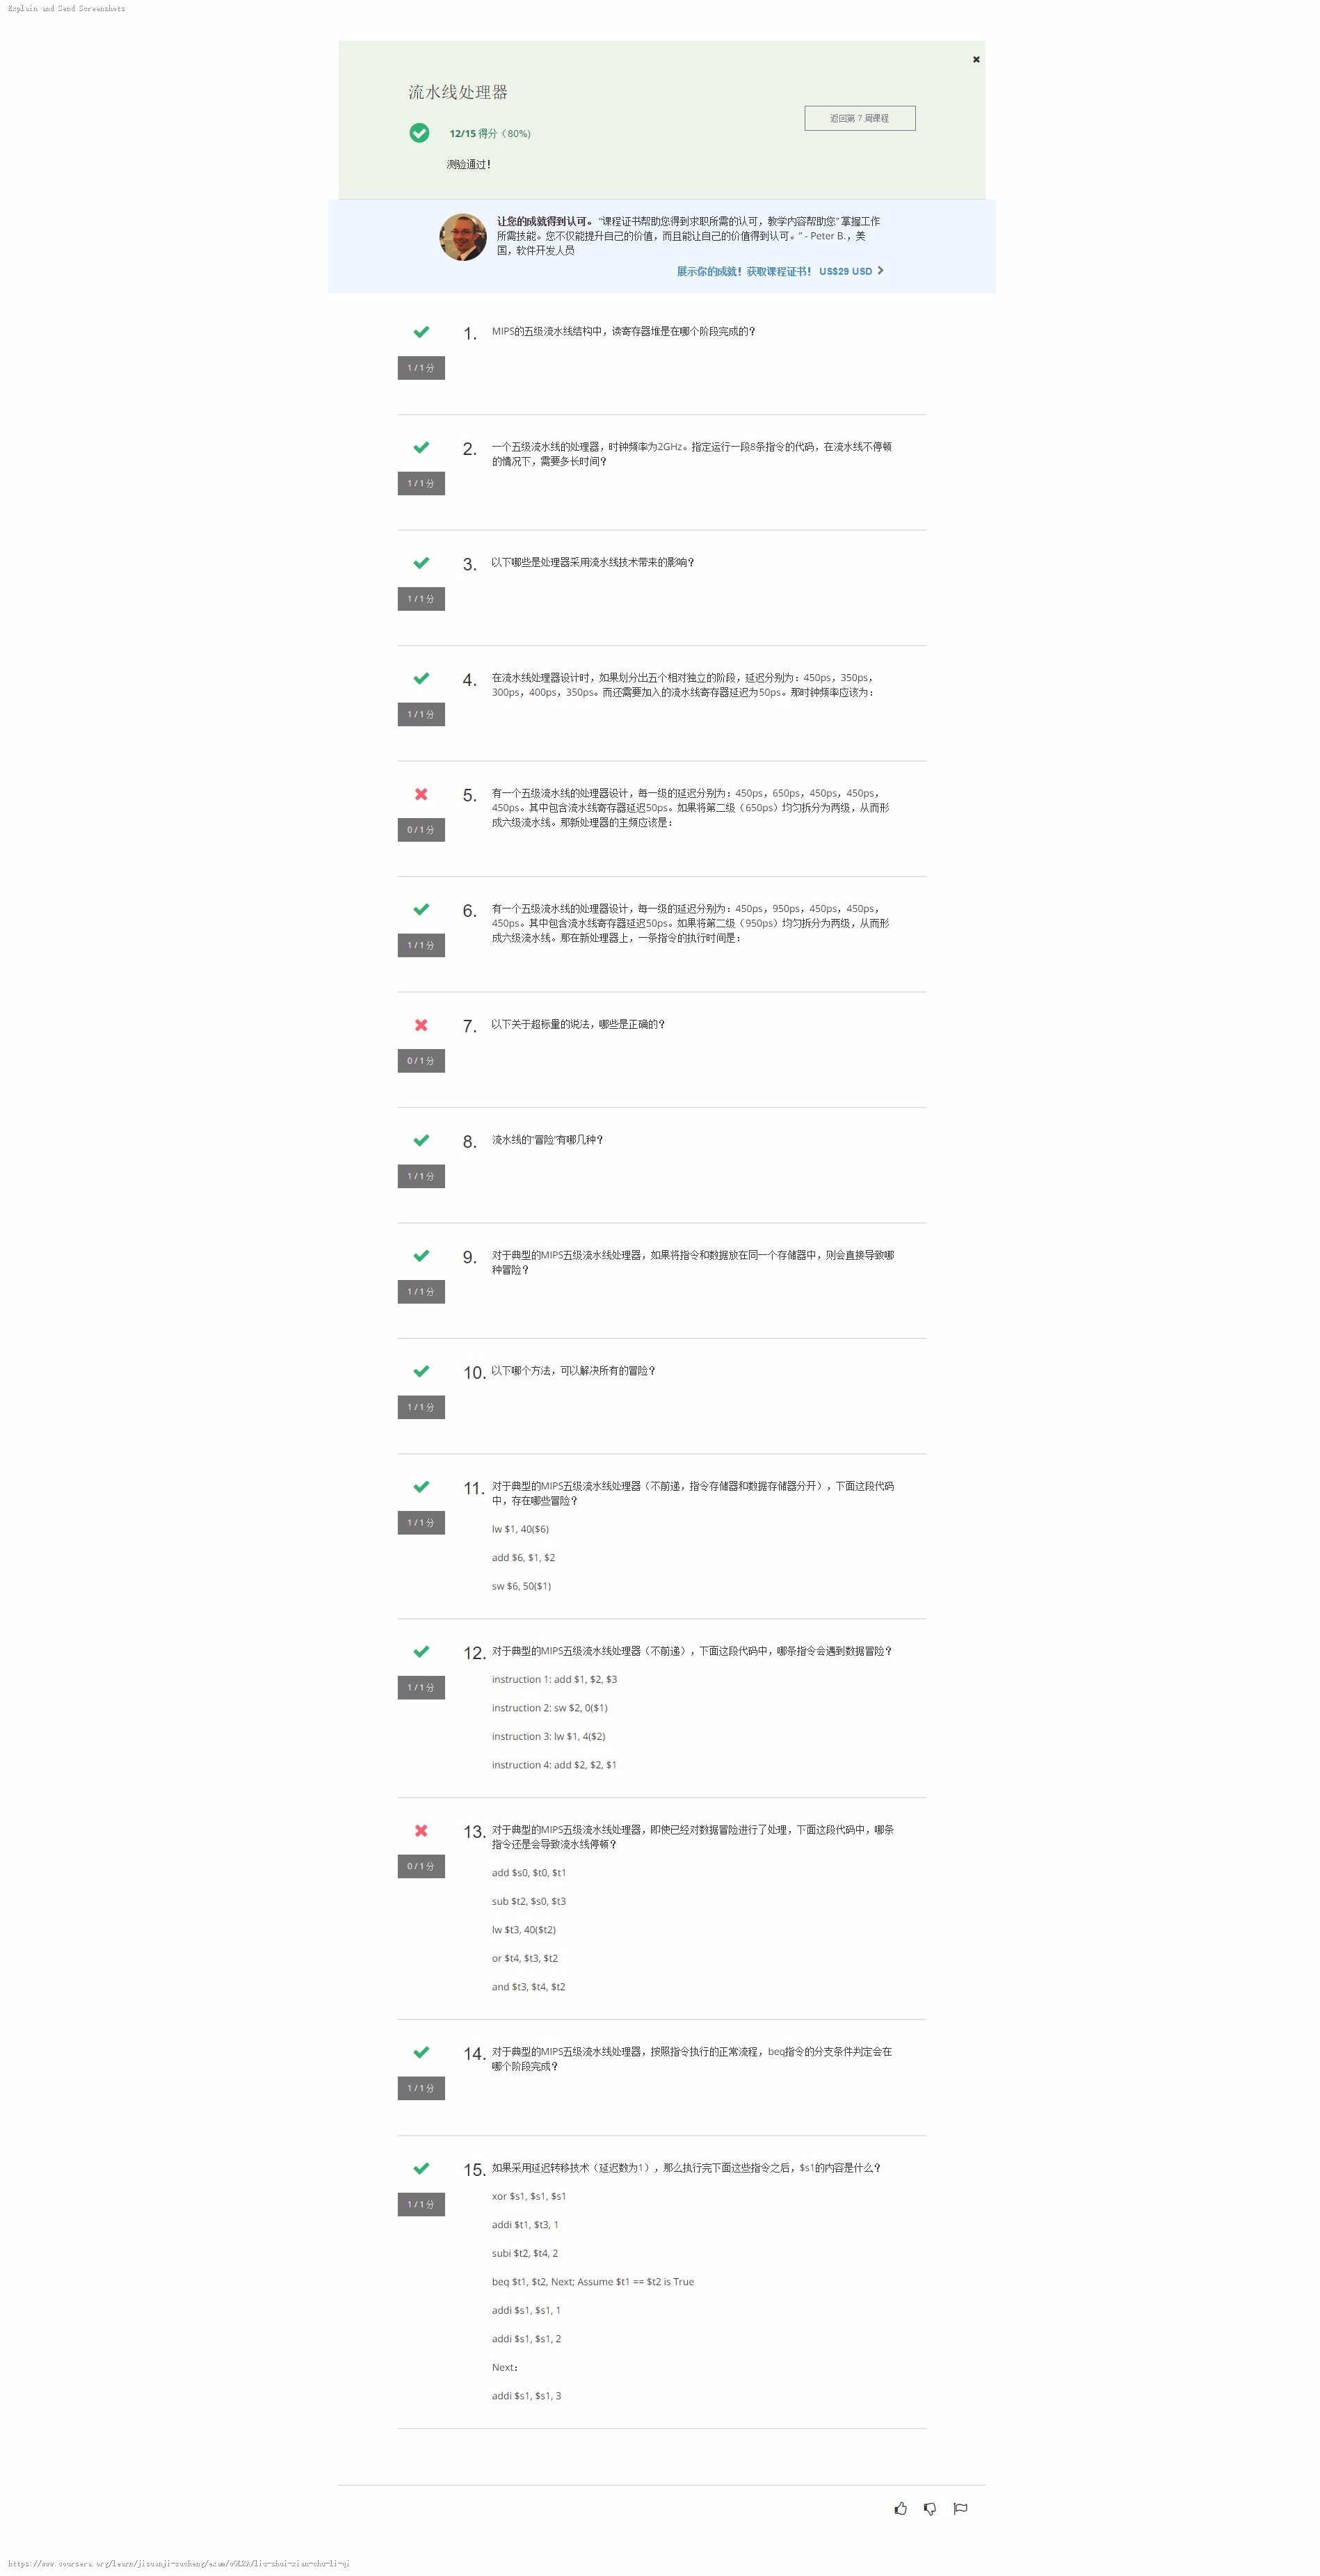 Explain and Send Screenshots
流水线处理器
返回第 7 周课程
12/15 得分（80%）
测验通过！
让您的成就得到认可。 “课程证书帮助您得到求职所需的认可，教学内容帮助您” 掌握工作
所需技能。您不仅能提升自己的价值，而且能让自己的价值得到认可。” - Peter B.，美
国，软件开发人员
展示你的成就！获取课程证书！ US$29 USD
1. MIPS的五级流水线结构中，读寄存器堆是在哪个阶段完成的？
1 / 1 分
2. 一个五级流水线的处理器，时钟频率为2GHz。指定运行一段8条指令的代码，在流水线不停顿
的情况下，需要多长时间？
1 / 1 分
3. 以下哪些是处理器采用流水线技术带来的影响？
1 / 1 分
4. 在流水线处理器设计时，如果划分出五个相对独立的阶段，延迟分别为：450ps，350ps，
300ps，400ps，350ps。而还需要加入的流水线寄存器延迟为50ps。那时钟频率应该为：
1 / 1 分
5. 有一个五级流水线的处理器设计，每一级的延迟分别为：450ps，650ps，450ps，450ps，
450ps。其中包含流水线寄存器延迟50ps。如果将第二级（650ps）均匀拆分为两级，从而形
成六级流水线。那新处理器的主频应该是：
0 / 1 分
6. 有一个五级流水线的处理器设计，每一级的延迟分别为：450ps，950ps，450ps，450ps，
450ps。其中包含流水线寄存器延迟50ps。如果将第二级（950ps）均匀拆分为两级，从而形
成六级流水线。那在新处理器上，一条指令的执行时间是：
1 / 1 分
7. 以下关于超标量的说法，哪些是正确的？
0 / 1 分
8. 流水线的“冒险”有哪几种？
1 / 1 分
9. 对于典型的MIPS五级流水线处理器，如果将指令和数据放在同一个存储器中，则会直接导致哪
种冒险？
1 / 1 分
10. 以下哪个方法，可以解决所有的冒险？
1 / 1 分
11. 对于典型的MIPS五级流水线处理器（不前递，指令存储器和数据存储器分开），下面这段代码
中，存在哪些冒险？
1 / 1 分
lw $1, 40($6)
add $6, $1, $2
sw $6, 50($1)
12. 对于典型的MIPS五级流水线处理器（不前递），下面这段代码中，哪条指令会遇到数据冒险？
1 / 1 分
instruction 1: add $1, $2, $3
instruction 2: sw $2, 0($1)
instruction 3: lw $1, 4($2)
instruction 4: add $2, $2, $1
13. 对于典型的MIPS五级流水线处理器，即使已经对数据冒险进行了处理，下面这段代码中，哪条
指令还是会导致流水线停顿？
0 / 1 分
add $s0, $t0, $t1
sub $t2, $s0, $t3
lw $t3, 40($t2)
or $t4, $t3, $t2
and $t3, $t4, $t2
14. 对于典型的MIPS五级流水线处理器，按照指令执行的正常流程，beq指令的分支条件判定会在
哪个阶段完成？
1 / 1 分
15. 如果采用延迟转移技术（延迟数为1），那么执行完下面这些指令之后，$s1的内容是什么？
1 / 1 分
xor $s1, $s1, $s1
addi $t1, $t3, 1
subi $t2, $t4, 2
beq $t1, $t2, Next; Assume $t1 == $t2 is True
addi $s1, $s1, 1
addi $s1, $s1, 2
Next：
addi $s1, $s1, 3